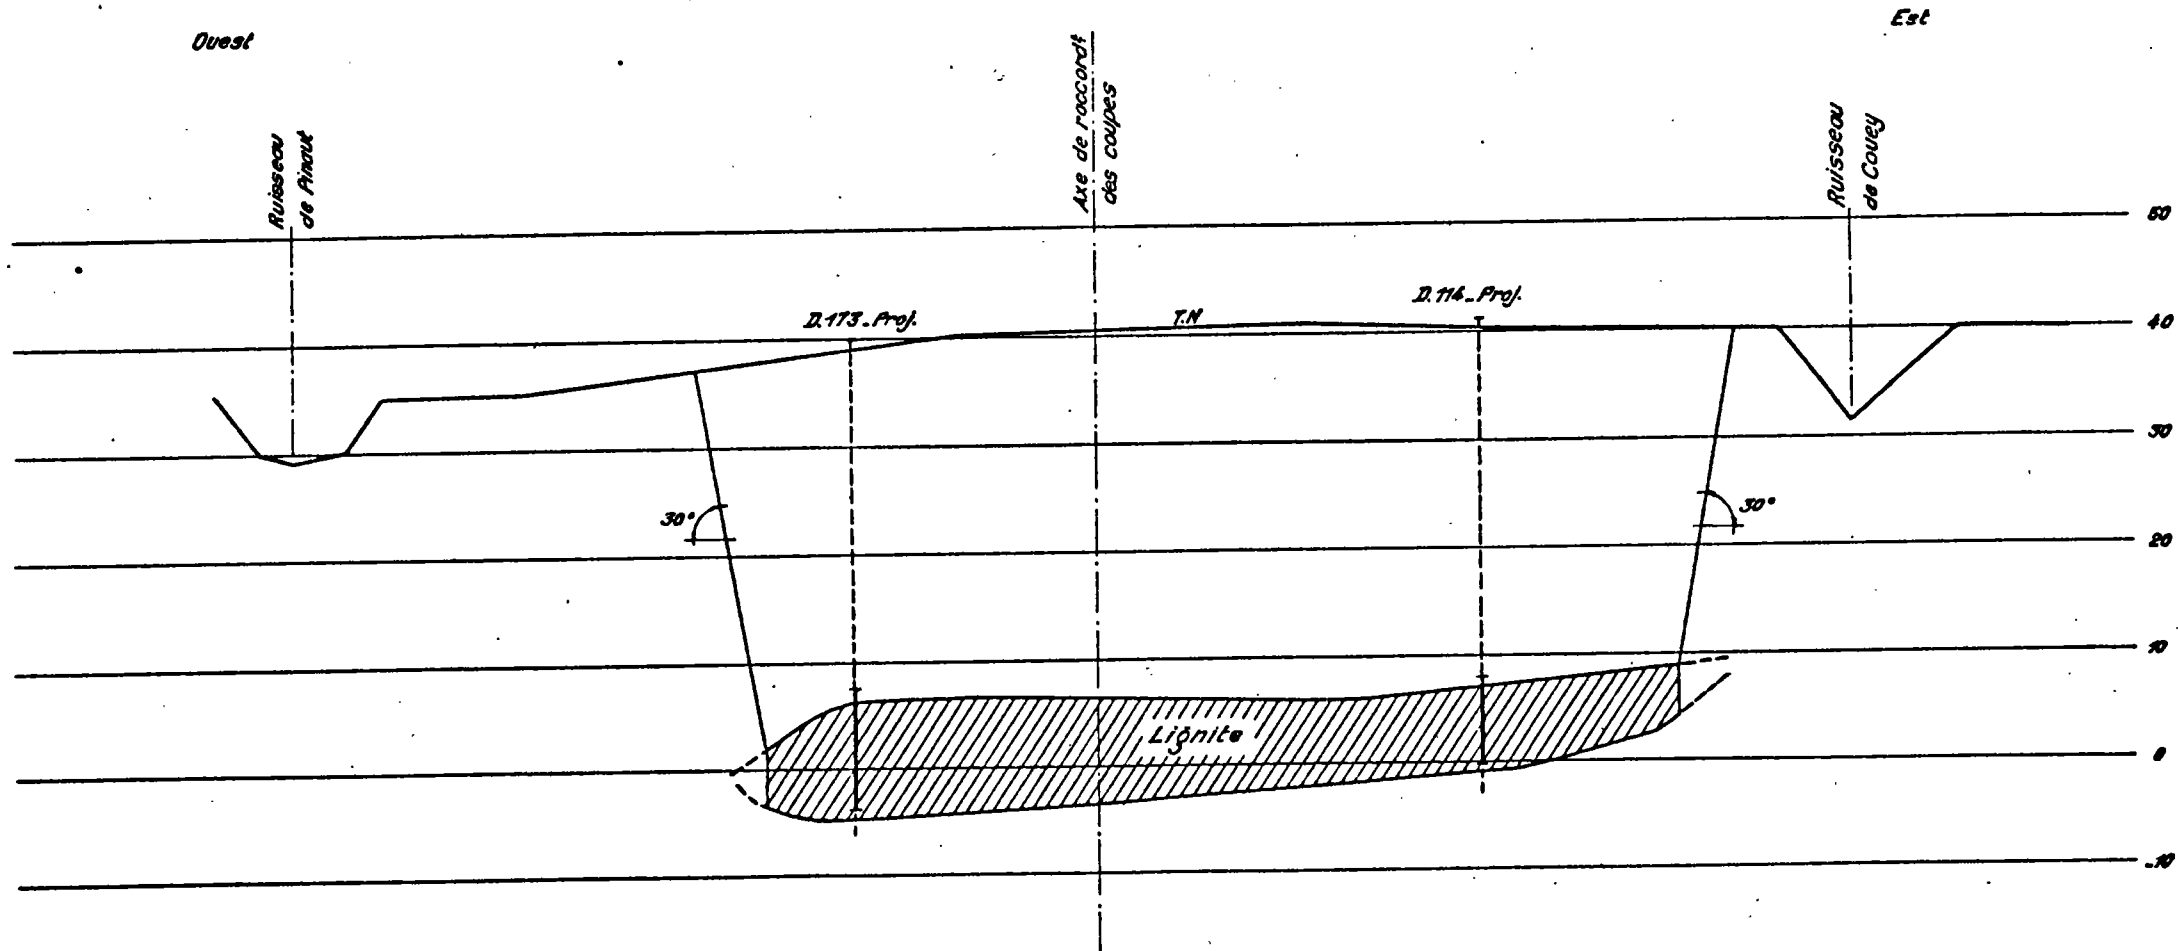 Ouest
Est
Ruisseau
de Pinaut
Axe de raccordt
des coupes
Ruisseau
de Couey
50
D.173_Proj.
T.N
D.114_Proj.
40
30
30°
30°
20
10
Lignite
0
-10